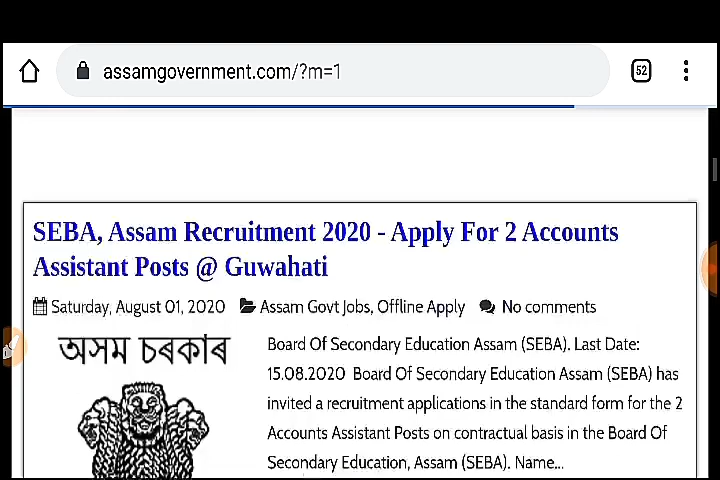 assamgovernment.com/?m=1
52
SEBA, Assam Recruitment 2020 - Apply For 2 Accounts
Assistant Posts @ Guwahati
Saturday, August 01, 2020 Assam Govt Jobs, Offline Apply No comments
অসম চৰকাৰ
Board Of Secondary Education Assam (SEBA). Last Date:
15.08.2020 Board Of Secondary Education Assam (SEBA) has
invited a recruitment applications in the standard form for the 2
Accounts Assistant Posts on contractual basis in the Board Of
Secondary Education, Assam (SEBA). Name...